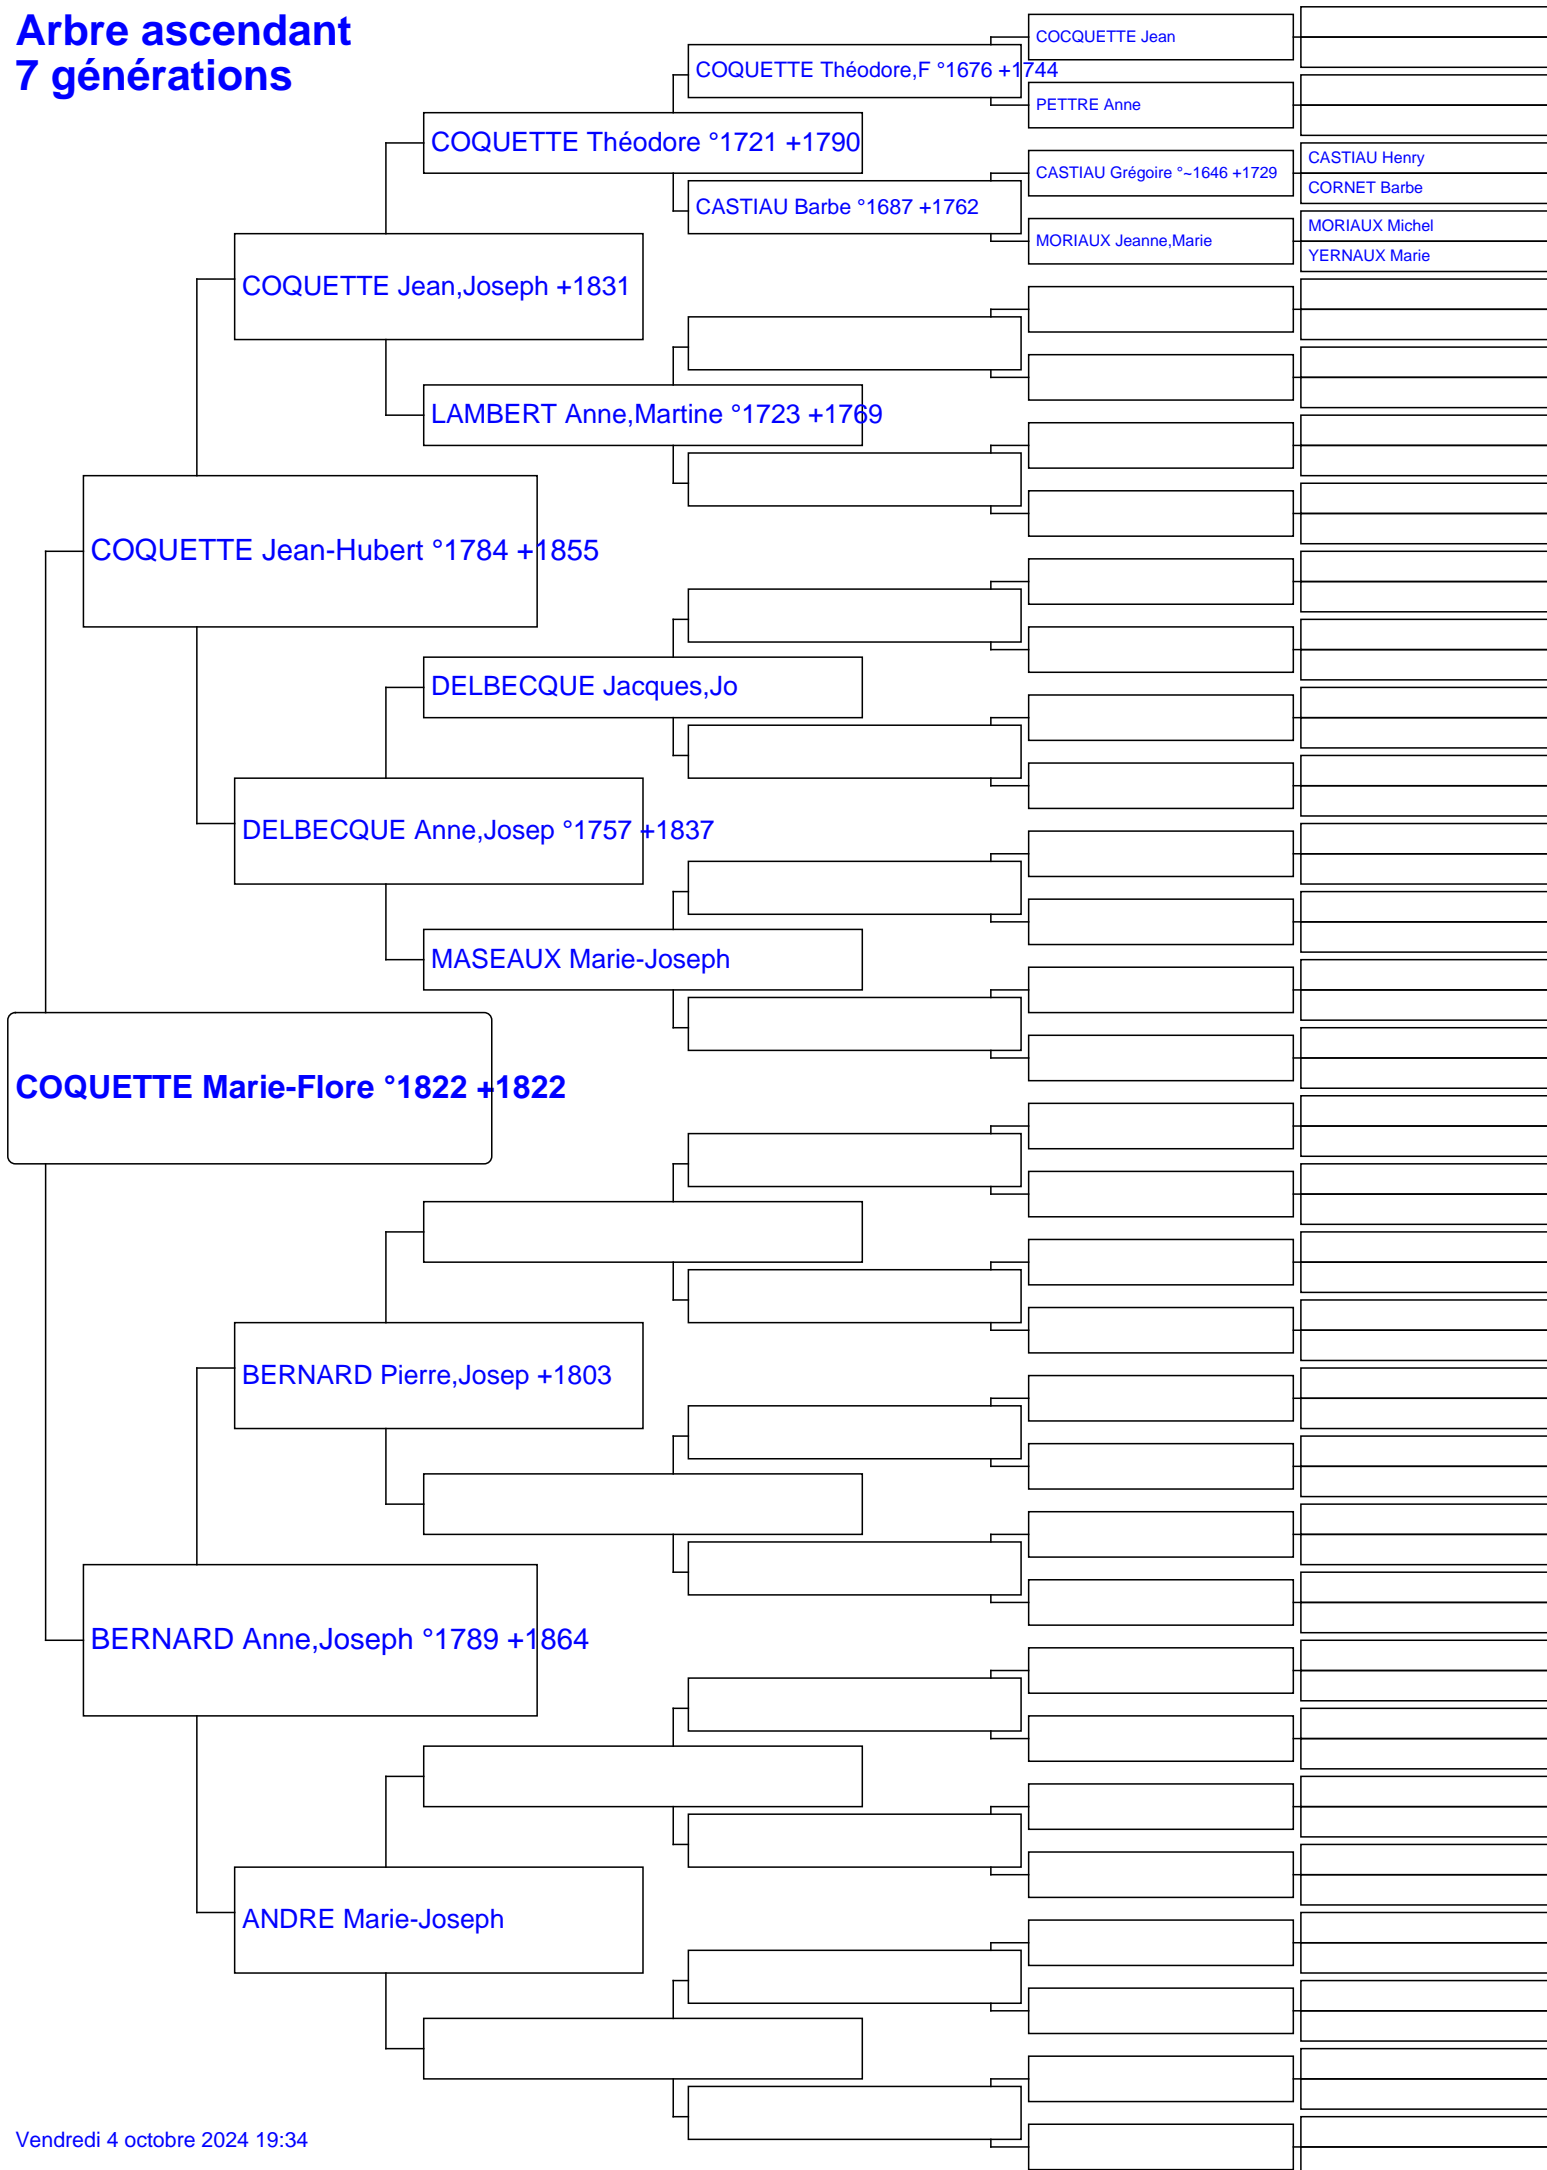 Arbre ascendant
7 générations
COCQUETTE Jean
COQUETTE Théodore,F °1676 +1744
PETTRE Anne
COQUETTE Théodore °1721 +1790
CASTIAU Henry
CASTIAU Grégoire °~1646 +1729
CORNET Barbe
CASTIAU Barbe °1687 +1762
MORIAUX Michel
MORIAUX Jeanne,Marie
YERNAUX Marie
COQUETTE Jean,Joseph +1831
LAMBERT Anne,Martine °1723 +1769
COQUETTE Jean-Hubert °1784 +1855
DELBECQUE Jacques,Jo
DELBECQUE Anne,Josep °1757 +1837
MASEAUX Marie-Joseph
COQUETTE Marie-Flore °1822 +1822
BERNARD Pierre,Josep +1803
BERNARD Anne,Joseph °1789 +1864
ANDRE Marie-Joseph
Vendredi 4 octobre 2024 19:34